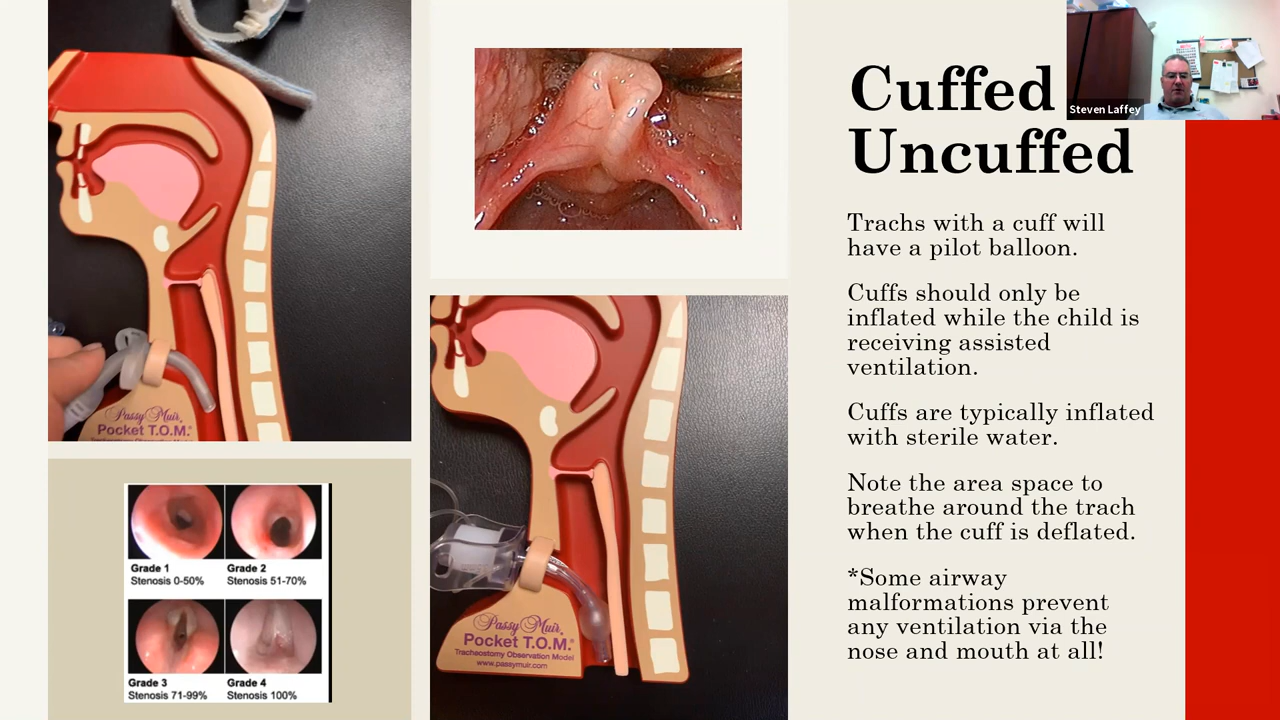 Cuffed
Uncuffed
Steven Laffey
Trachs with a cuff will
have a pilot balloon.
Cuffs should only be
inflated while the child is
receiving assisted
ventilation.
Cuffs are typically inflated
with sterile water.
Note the area space to
breathe around the trach
when the cuff is deflated.
*Some airway
malformations prevent
any ventilation via the
nose and mouth at all!
Passy Muir
Pocket T.O.M.®
Tracheostomy Observation Model
Grade 1
Stenosis 0-50%
Grade 2
Stenosis 51-70%
Grade 3
Stenosis 71-99%
Grade 4
Stenosis 100%
Passy Muir®
Pocket T.O.M.®
Tracheostomy Observation Model
www.passymuir.com